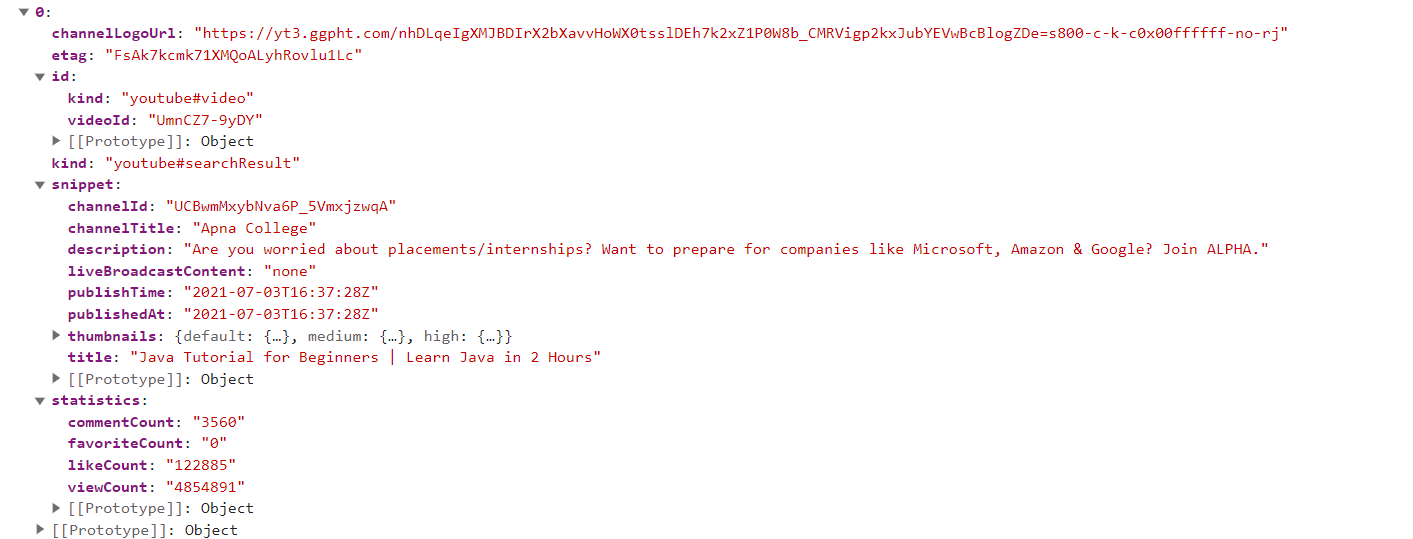 0:
channelLogoUrl: "https://yt3.ggpht.com/nhDLqeIgXMJBDIrX2bXavvHoWX0tsslDEh7k2xZ1P0W8b_CMRVigp2kxJubYEVwBcBlogZDe=s800-c-k-c0x00ffffff-no-rj"
etag: "FsAk7kcmk71XMQoALyhRovlu1Lc"
id:
kind: "youtube#video"
videoId: "UmnCZ7-9yDY"
[[Prototype]]: Object
kind: "youtube#searchResult"
snippet:
channelId: "UCBwmMxybNva6P_5VmxjzwqA"
channelTitle: "Apna College"
description: "Are you worried about placements/internships? Want to prepare for companies like Microsoft, Amazon & Google? Join ALPHA."
liveBroadcastContent: "none"
publishTime: "2021-07-03T16:37:28Z"
publishedAt: "2021-07-03T16:37:28Z"
thumbnails: {default: {…}, medium: {…}, high: {…}}
title: "Java Tutorial for Beginners | Learn Java in 2 Hours"
[[Prototype]]: Object
statistics:
commentCount: "3560"
favoriteCount: "0"
likeCount: "122885"
viewCount: "4854891"
[[Prototype]]: Object
[[Prototype]]: Object